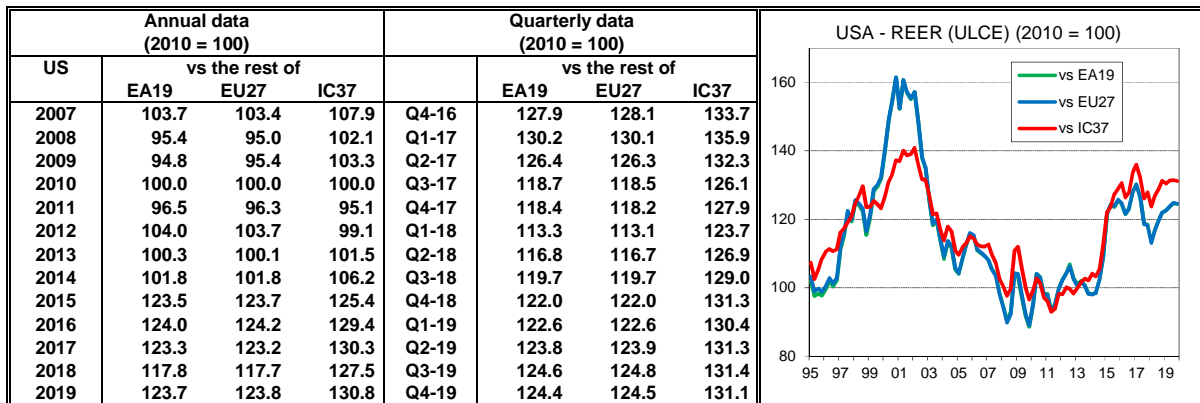 Annual data
(2010 = 100)
Quarterly data
(2010 = 100)
US vs the rest of vs the rest of
EA19 EU27 IC37 EA19 EU27 IC37
2007 103.7 103.4 107.9 Q4-16 127.9 128.1 133.7
2008 95.4 95.0 102.1 Q1-17 130.2 130.1 135.9
2009 94.8 95.4 103.3 Q2-17 126.4 126.3 132.3
2010 100.0 100.0 100.0 Q3-17 118.7 118.5 126.1
2011 96.5 96.3 95.1 Q4-17 118.4 118.2 127.9
2012 104.0 103.7 99.1 Q1-18 113.3 113.1 123.7
2013 100.3 100.1 101.5 Q2-18 116.8 116.7 126.9
2014 101.8 101.8 106.2 Q3-18 119.7 119.7 129.0
2015 123.5 123.7 125.4 Q4-18 122.0 122.0 131.3
2016 124.0 124.2 129.4 Q1-19 122.6 122.6 130.4
2017 123.3 123.2 130.3 Q2-19 123.8 123.9 131.3
2018 117.8 117.7 127.5 Q3-19 124.6 124.8 131.4
2019 123.7 123.8 130.8 Q4-19 124.4 124.5 131.1
USA - REER (ULCE) (2010 = 100)
vs EA19
vs EU27
vs IC37
160
140
120
100
80
95 97 99 01 03 05 07 09 11 13 15 17 19